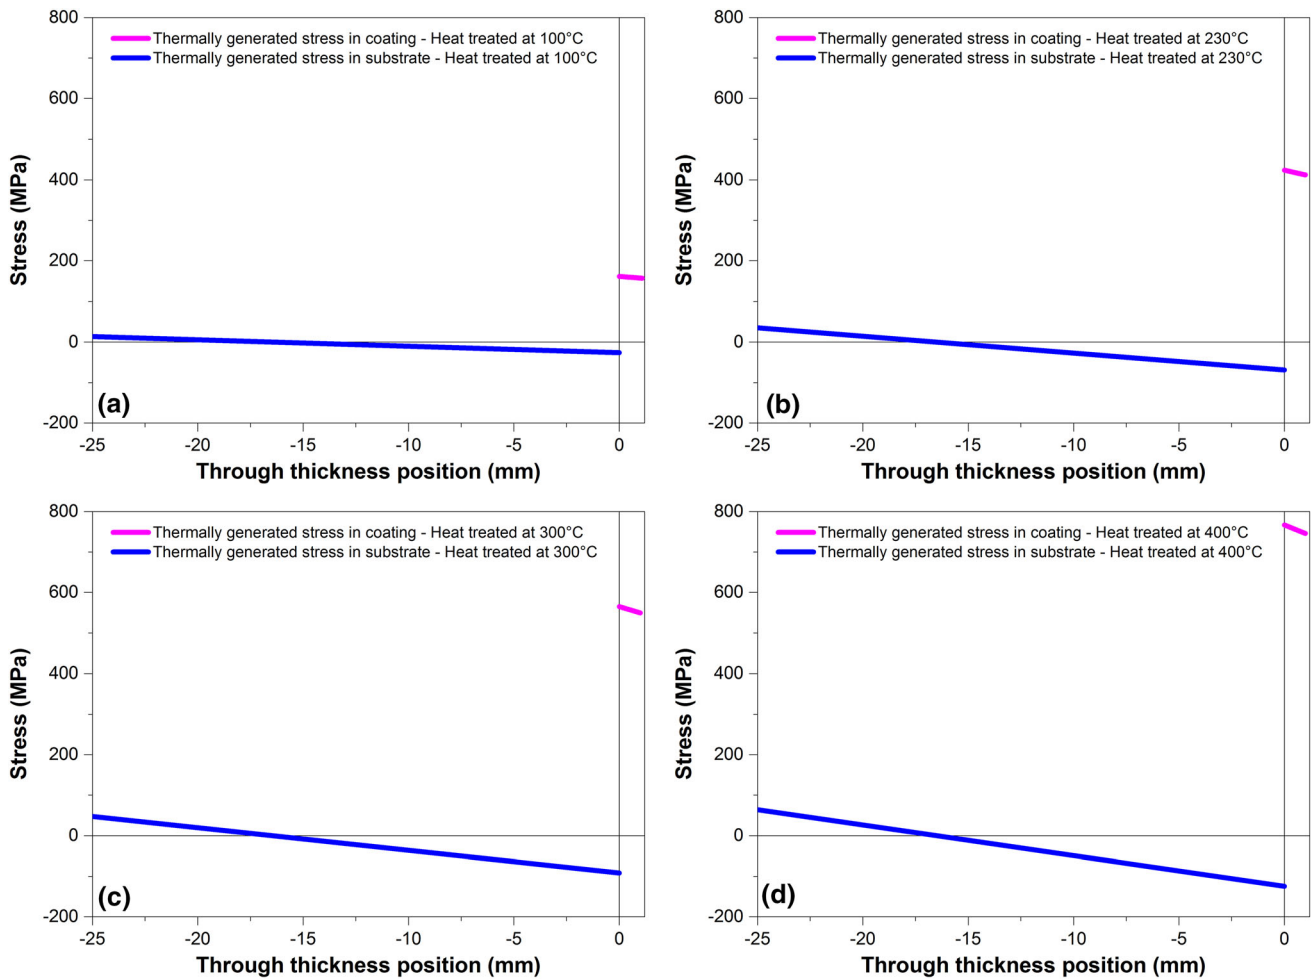 800
600
400
200
0
-200
Stress (MPa)
Thermally generated stress in coating - Heat treated at 100°C
Thermally generated stress in substrate - Heat treated at 100°C
(a)
-25 -20 -15 -10 -5 0
Through thickness position (mm)
800
600
400
200
0
-200
Stress (MPa)
Thermally generated stress in coating - Heat treated at 230°C
Thermally generated stress in substrate - Heat treated at 230°C
(b)
-25 -20 -15 -10 -5 0
Through thickness position (mm)
800
600
400
200
0
-200
Stress (MPa)
Thermally generated stress in coating - Heat treated at 300°C
Thermally generated stress in substrate - Heat treated at 300°C
(c)
-25 -20 -15 -10 -5 0
Through thickness position (mm)
800
600
400
200
0
-200
Stress (MPa)
Thermally generated stress in coating - Heat treated at 400°C
Thermally generated stress in substrate - Heat treated at 400°C
(d)
-25 -20 -15 -10 -5 0
Through thickness position (mm)